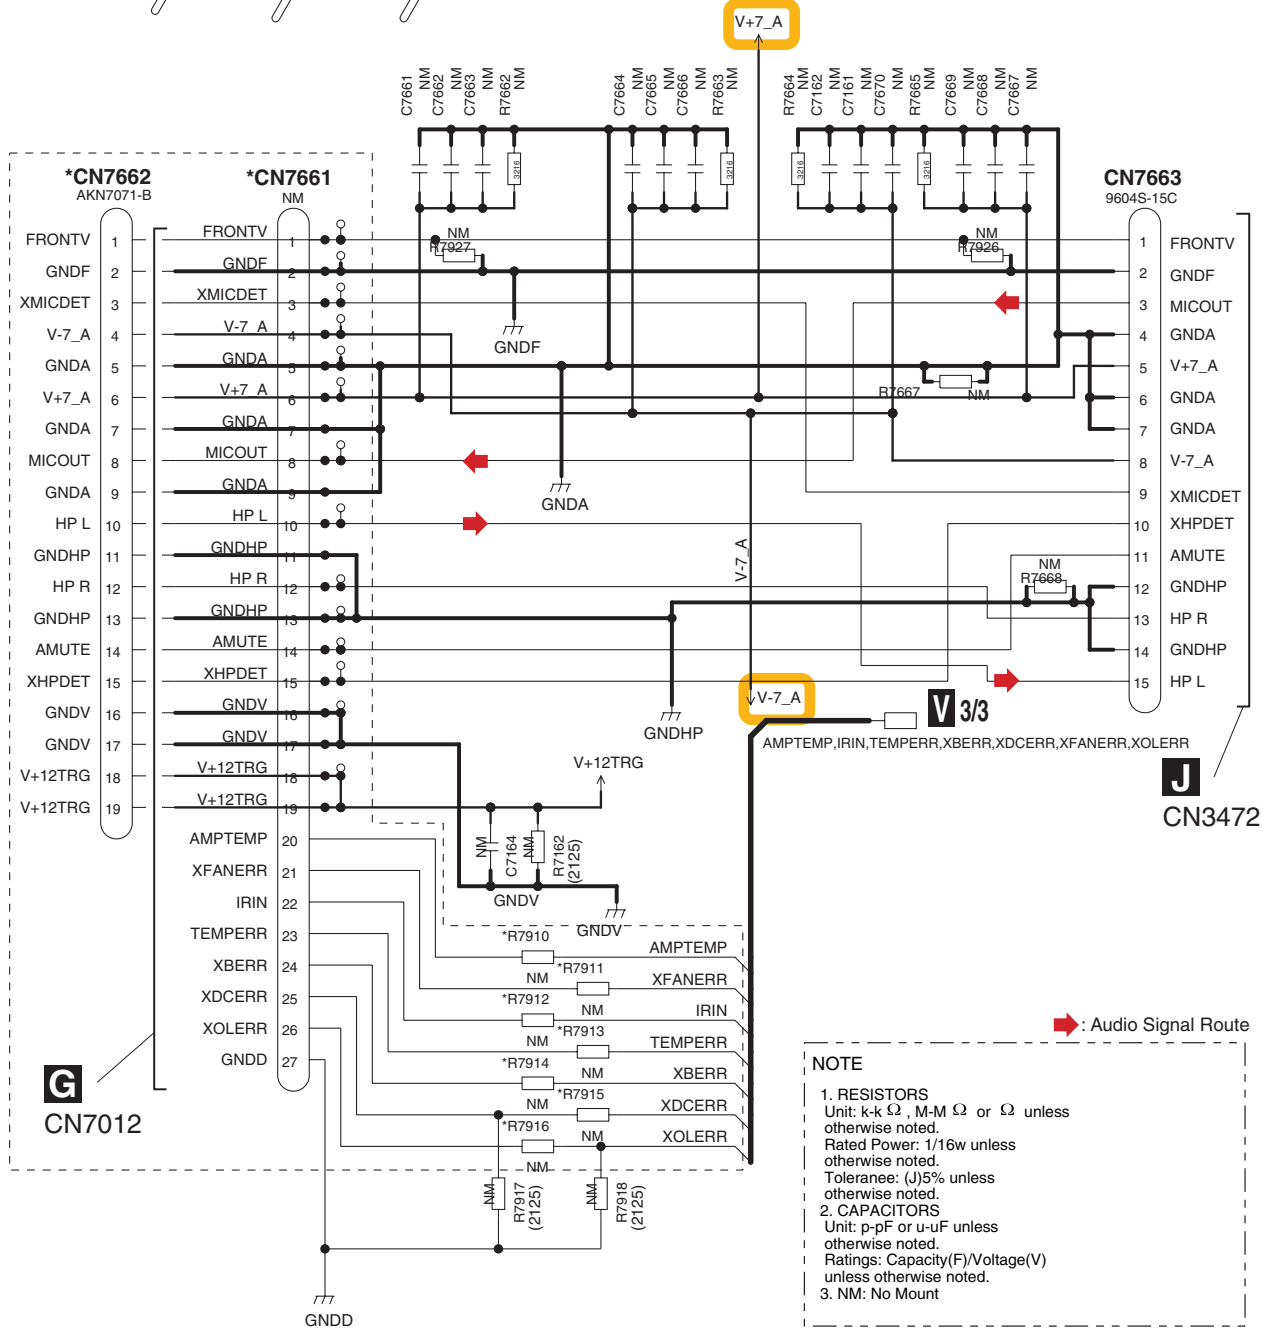 V+7_A
C7661 NM
C7662 NM
C7663 NM
R7662 NM
C7664 NM
C7665 NM
C7666 NM
R7663 NM
R7664 NM
C7162 NM
C7161 NM
C7670 NM
R7665 NM
C7669 NM
C7668 NM
C7667 NM
3216
3216
3216
3216
*CN7662
AKN7071-B
*CN7661
NM
CN7663
9604S-15C
FRONTV 1
GNDF 2
XMICDET 3
V-7_A 4
GNDA 5
V+7_A 6
GNDA 7
MICOUT 8
GNDA 9
HP L 10
GNDHP 11
HP R 12
GNDHP 13
AMUTE 14
XHPDET 15
GNDV 16
GNDV 17
V+12TRG 18
V+12TRG 19
FRONTV 1
GNDF 2
XMICDET 3
V-7_A 4
GNDA 5
V+7_A 6
GNDA 7
MICOUT 8
GNDA 9
HP L 10
GNDHP 11
HP R 12
GNDHP 13
AMUTE 14
XHPDET 15
GNDV 16
GNDV 17
V+12TRG 18
V+12TRG 19
AMPTEMP 20
XFANERR 21
IRIN 22
TEMPERR 23
XBERR 24
XDCERR 25
XOLERR 26
GNDD 27
1 FRONTV
2 GNDF
3 MICOUT
4 GNDA
5 V+7_A
6 GNDA
7 GNDA
8 V-7_A
9 XMICDET
10 XHPDET
11 AMUTE
12 GNDHP
13 HP R
14 GNDHP
15 HP L
NM
R7927
NM
R7926
GNDF
R7667 NM
GNDA
V-7_A
NM
R7668
V-7_A
GNDHP
V 3/3
AMPTEMP,IRIN,TEMPERR,XBERR,XDCERR,XFANERR,XOLERR
J
CN3472
V+12TRG
NM C7164
NM R7162 (2125)
GNDV
GNDV
*R7910 NM AMPTEMP
*R7911 NM XFANERR
*R7912 NM IRIN
*R7913 NM TEMPERR
*R7914 NM XBERR
*R7915 NM XDCERR
*R7916 NM XOLERR
NM R7917 (2125)
NM R7918 (2125)
GNDD
G
CN7012
: Audio Signal Route
NOTE
1. RESISTORS
Unit: k-k Ω , M-M Ω or Ω unless
otherwise noted.
Rated Power: 1/16w unless
otherwise noted.
Toleranee: (J)5% unless
otherwise noted.
2. CAPACITORS
Unit: p-pF or u-uF unless
otherwise noted.
Ratings: Capacity(F)/Voltage(V)
unless otherwise noted.
3. NM: No Mount